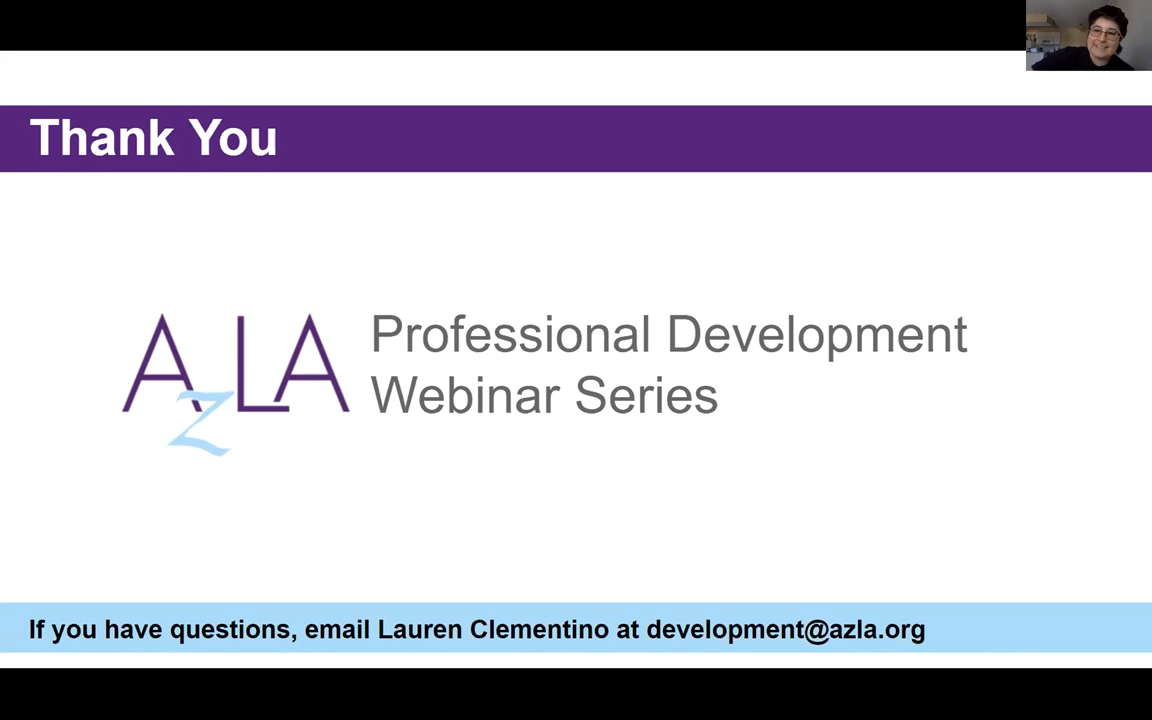 Thank You
AzLA
Professional Development
Webinar Series
If you have questions, email Lauren Clementino at development@azla.org